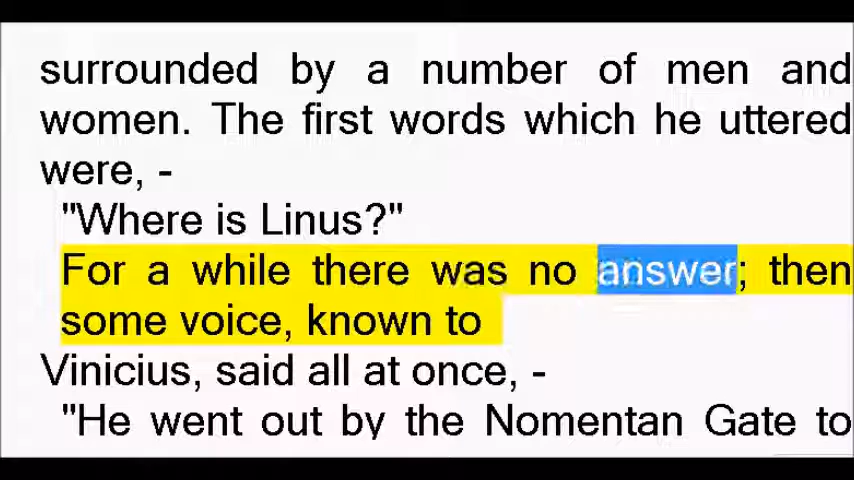 surrounded by a number of men and
women. The first words which he uttered
were, -
"Where is Linus?"
For a while there was no answer; then
some voice, known to
Vinicius, said all at once, -
"He went out by the Nomentan Gate to